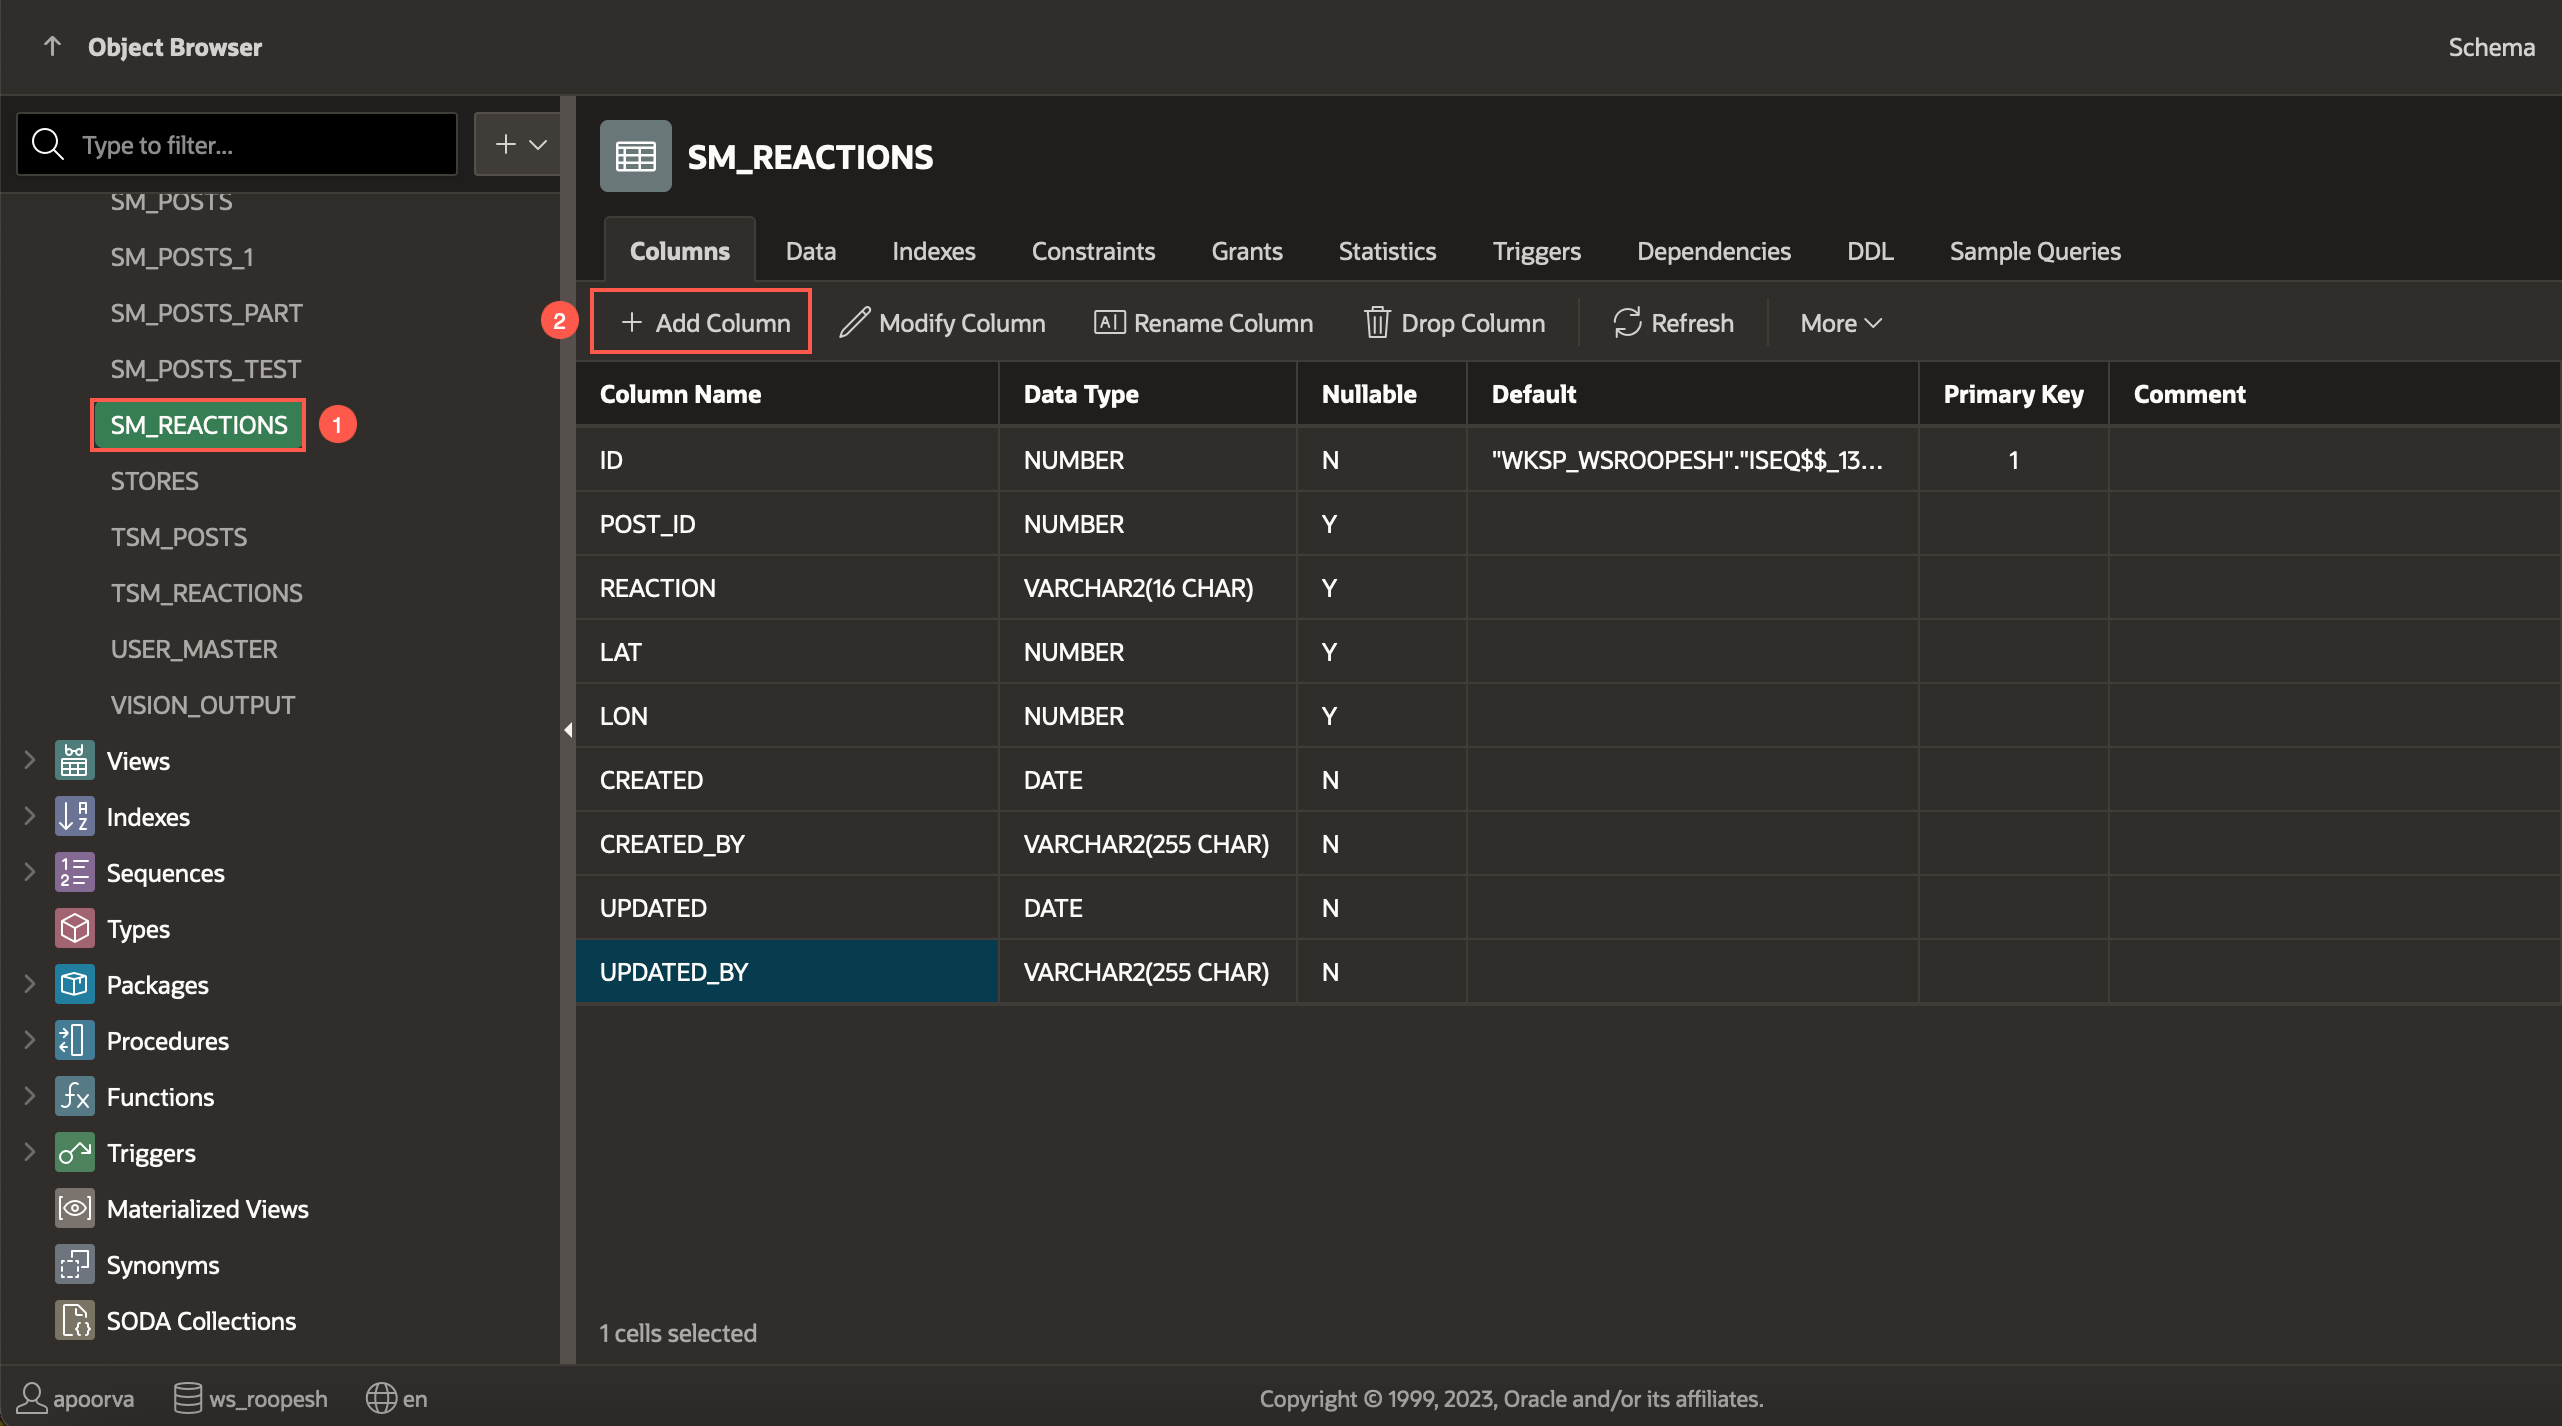 Object Browser
Schema
Type to filter...
SM_POSTS
SM_POSTS_1
SM_POSTS_PART
SM_POSTS_TEST
SM_REACTIONS
1
STORES
TSM_POSTS
TSM_REACTIONS
USER_MASTER
VISION_OUTPUT
Views
Indexes
Sequences
Types
Packages
Procedures
Functions
Triggers
Materialized Views
Synonyms
SODA Collections
SM_REACTIONS
Columns Data Indexes Constraints Grants Statistics Triggers Dependencies DDL Sample Queries
2
Add Column Modify Column Rename Column Drop Column Refresh More
Column Name Data Type Nullable Default Primary Key Comment
ID NUMBER N "WKSP_WSROOPESH"."ISEQ$$_13... 1
POST_ID NUMBER Y
REACTION VARCHAR2(16 CHAR) Y
LAT NUMBER Y
LON NUMBER Y
CREATED DATE N
CREATED_BY VARCHAR2(255 CHAR) N
UPDATED DATE N
UPDATED_BY VARCHAR2(255 CHAR) N
1 cells selected
apoorva ws_roopesh en
Copyright © 1999, 2023, Oracle and/or its affiliates.